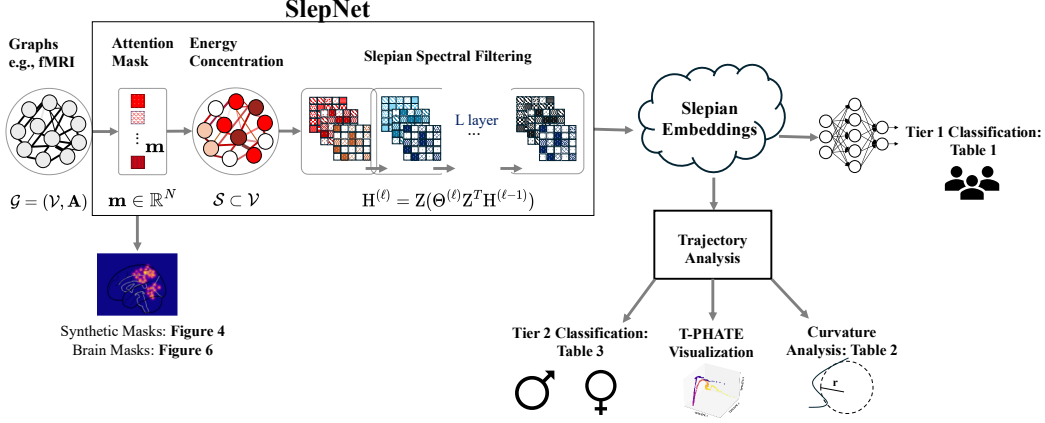 SlepNet
Graphs
e.g., fMRI
Attention
Mask
Energy
Concentration
Slepian Spectral Filtering
m
L layer
...
𝒢 = (𝒱, A)
m ∈ ℝ^N
𝒮 ⊂ 𝒱
H^(ℓ) = Z(Θ^(ℓ)Z^T H^(ℓ−1))
Slepian
Embeddings
Tier 1 Classification:
Table 1
Synthetic Masks: Figure 4
Brain Masks: Figure 6
Trajectory
Analysis
Tier 2 Classification:
Table 3
T-PHATE
Visualization
Curvature
Analysis: Table 2
r